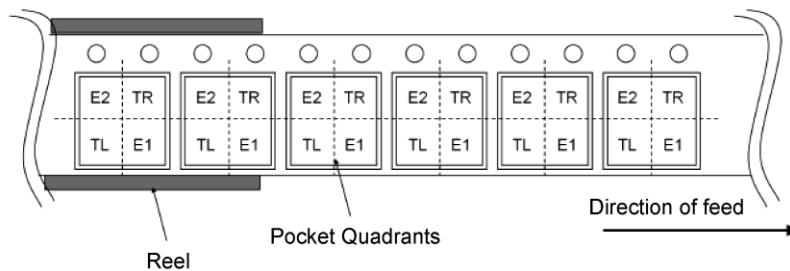 E2 TR E2 TR E2 TR E2 TR E2 TR E2 TR
TL E1 TL E1 TL E1 TL E1 TL E1 TL E1
Direction of feed
Pocket Quadrants
Reel